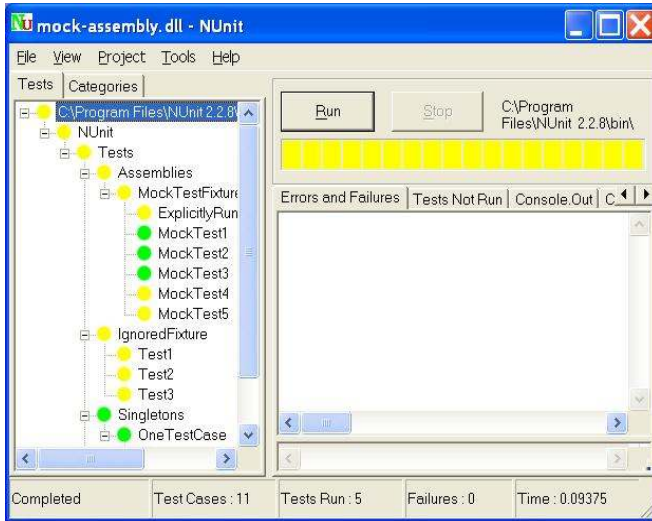 mock-assembly.dll - NUnit
File View Project Tools Help
Tests Categories
C:\Program Files\NUnit 2.2.8\
NUnit
Tests
Assemblies
MockTestFixture
ExplicitlyRun
MockTest1
MockTest2
MockTest3
MockTest4
MockTest5
IgnoredFixture
Test1
Test2
Test3
Singletons
OneTestCase
Run
Stop
C:\Program
Files\NUnit 2.2.8\bin\
Errors and Failures Tests Not Run Console.Out C
Completed Test Cases : 11 Tests Run : 5 Failures : 0 Time : 0.09375